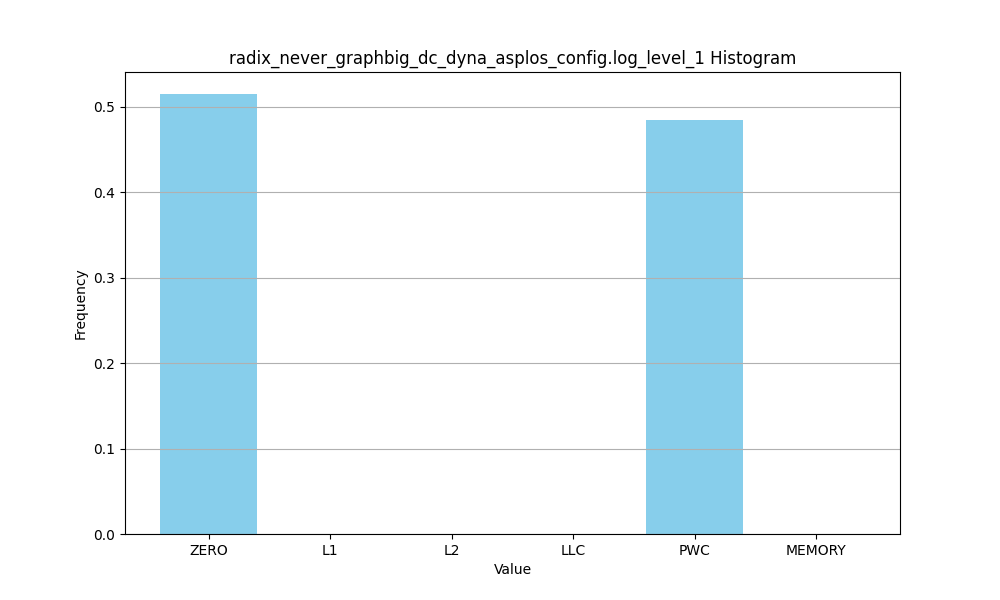 radix_never_graphbig_dc_dyna_asplos_config.log_level_1 Histogram
Frequency
0.5
0.4
0.3
0.2
0.1
0.0
ZERO L1 L2 LLC PWC MEMORY
Value